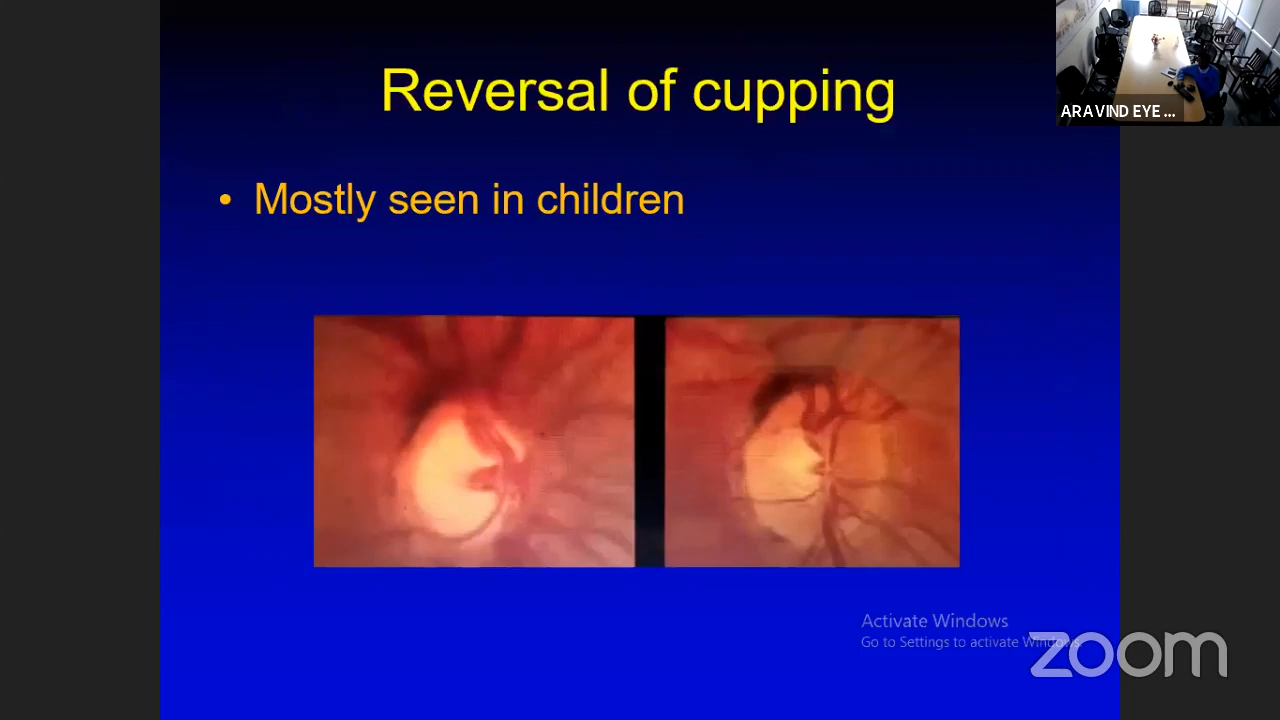 Reversal of cupping
ARAVIND EYE ...
• Mostly seen in children
Activate Windows
Go to Settings to activate Windows.
zoom